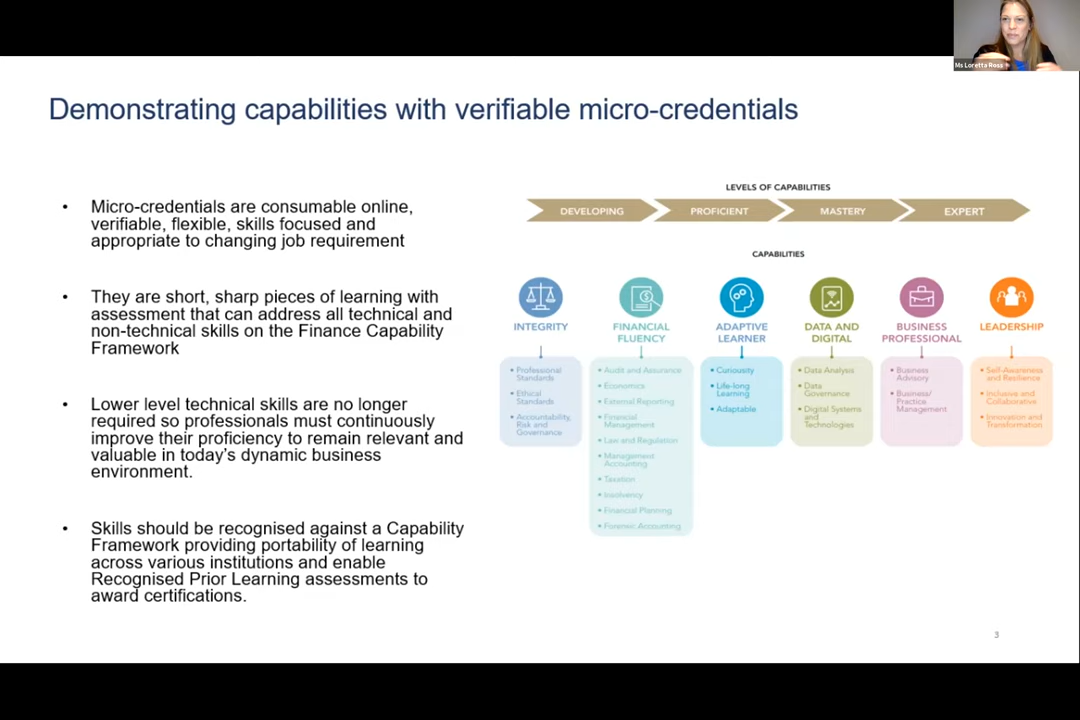 Ms Loretta Ross
Demonstrating capabilities with verifiable micro-credentials
• Micro-credentials are consumable online,
verifiable, flexible, skills focused and
appropriate to changing job requirement
• They are short, sharp pieces of learning with
assessment that can address all technical and
non-technical skills on the Finance Capability
Framework
• Lower level technical skills are no longer
required so professionals must continuously
improve their proficiency to remain relevant and
valuable in today's dynamic business
environment.
• Skills should be recognised against a Capability
Framework providing portability of learning
across various institutions and enable
Recognised Prior Learning assessments to
award certifications.
LEVELS OF CAPABILITIES
DEVELOPING
PROFICIENT
MASTERY
EXPERT
CAPABILITIES
INTEGRITY
• Professional
Standards
• Ethical
Standards
• Accountability,
Risk and
Governance
FINANCIAL
FLUENCY
• Audit and Assurance
• Economics
• External Reporting
• Financial
Management
• Law and Regulation
• Management
Accounting
• Taxation
• Insolvency
• Financial Planning
• Forensic Accounting
ADAPTIVE
LEARNER
• Curiousity
• Life-long
Learning
• Adaptable
DATA AND
DIGITAL
• Data Analysis
• Data
Governance
• Digital Systems
and
Technologies
BUSINESS
PROFESSIONAL
• Business
Advisory
• Business/
Practice
Management
LEADERSHIP
• Self-Awareness
and Resilience
• Inclusive and
Collaborative
• Innovation and
Transformation
3